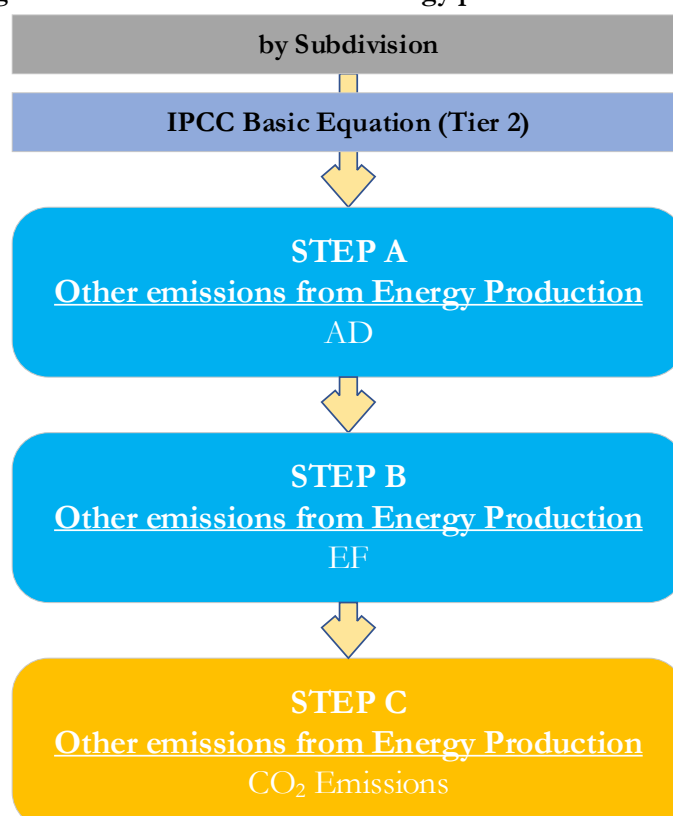 by Subdivision
IPCC Basic Equation (Tier 2)
STEP A
Other emissions from Energy Production
AD
STEP B
Other emissions from Energy Production
EF
STEP C
Other emissions from Energy Production
CO₂ Emissions